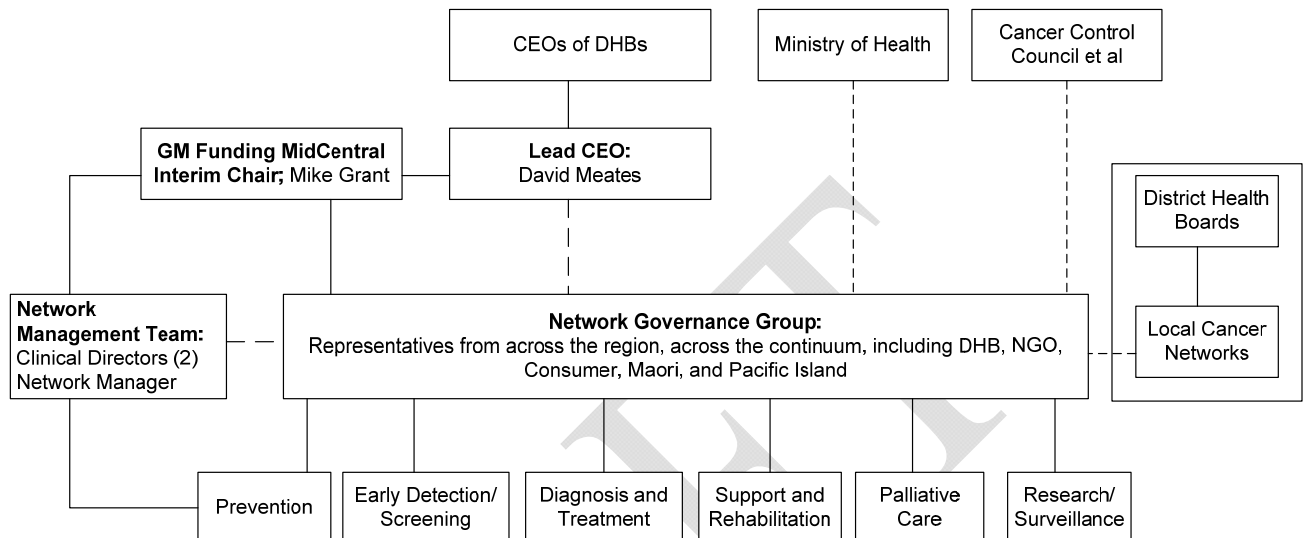 CEOs of DHBs
Ministry of Health
Cancer Control
Council et al
GM Funding MidCentral
Interim Chair; Mike Grant
Lead CEO:
David Meates
District Health
Boards
Local Cancer
Networks
Network
Management Team:
Clinical Directors (2)
Network Manager
Network Governance Group:
Representatives from across the region, across the continuum, including DHB, NGO,
Consumer, Maori, and Pacific Island
Prevention
Early Detection/
Screening
Diagnosis and
Treatment
Support and
Rehabilitation
Palliative
Care
Research/
Surveillance